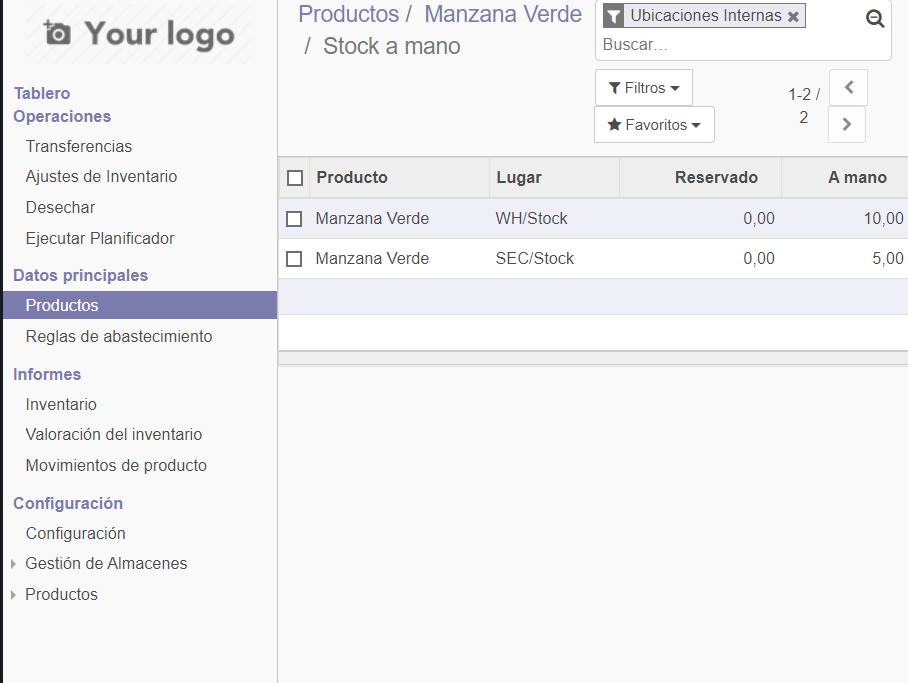 Your logo
Tablero
Operaciones
Transferencias
Ajustes de Inventario
Desechar
Ejecutar Planificador
Datos principales
Productos
Reglas de abastecimiento
Informes
Inventario
Valoración del inventario
Movimientos de producto
Configuración
Configuración
Gestión de Almacenes
Productos
Productos / Manzana Verde
/ Stock a mano
Ubicaciones Internas
Buscar...
Filtros
Favoritos
1-2 /
2
Producto Lugar Reservado A mano
Manzana Verde WH/Stock 0,00 10,00
Manzana Verde SEC/Stock 0,00 5,00